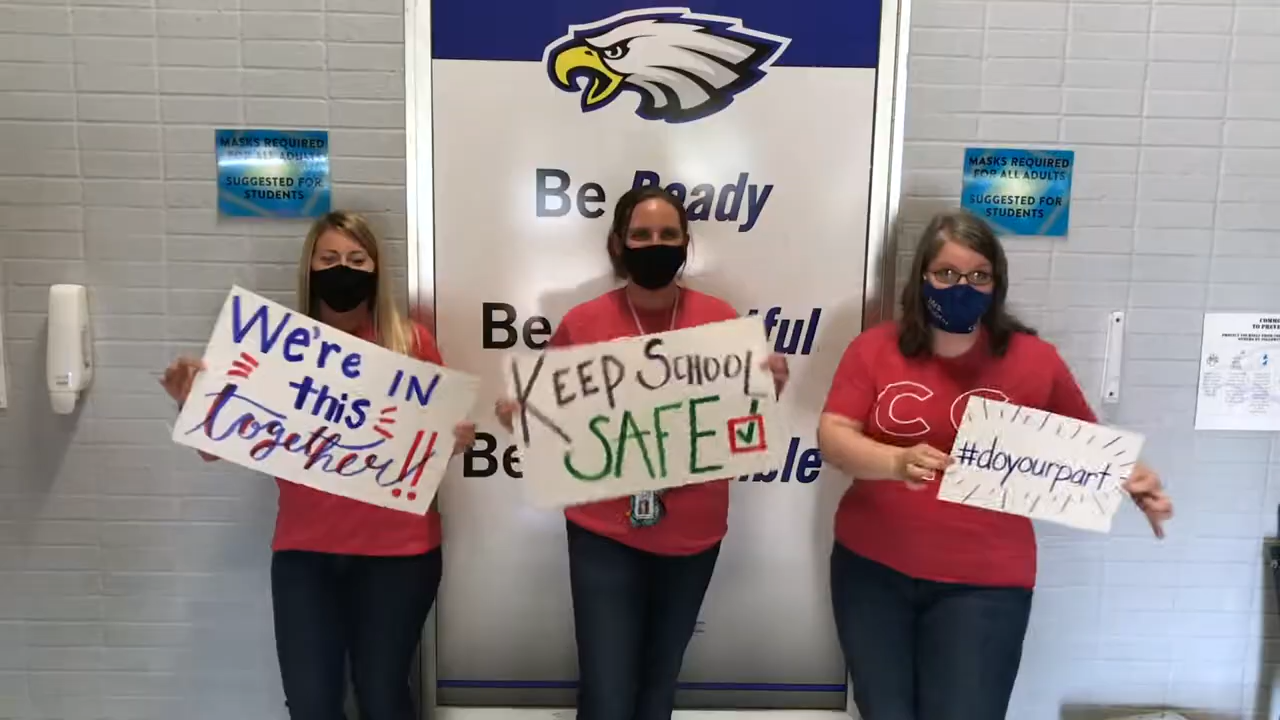 MASKS REQUIRED
FOR ALL ADULTS
SUGGESTED FOR
STUDENTS
MASKS REQUIRED
FOR ALL ADULTS
SUGGESTED FOR
STUDENTS
Be Ready
Be
Be
We're IN
this
together!!
KEEP SCHOOL
SAFE
#doyourpart